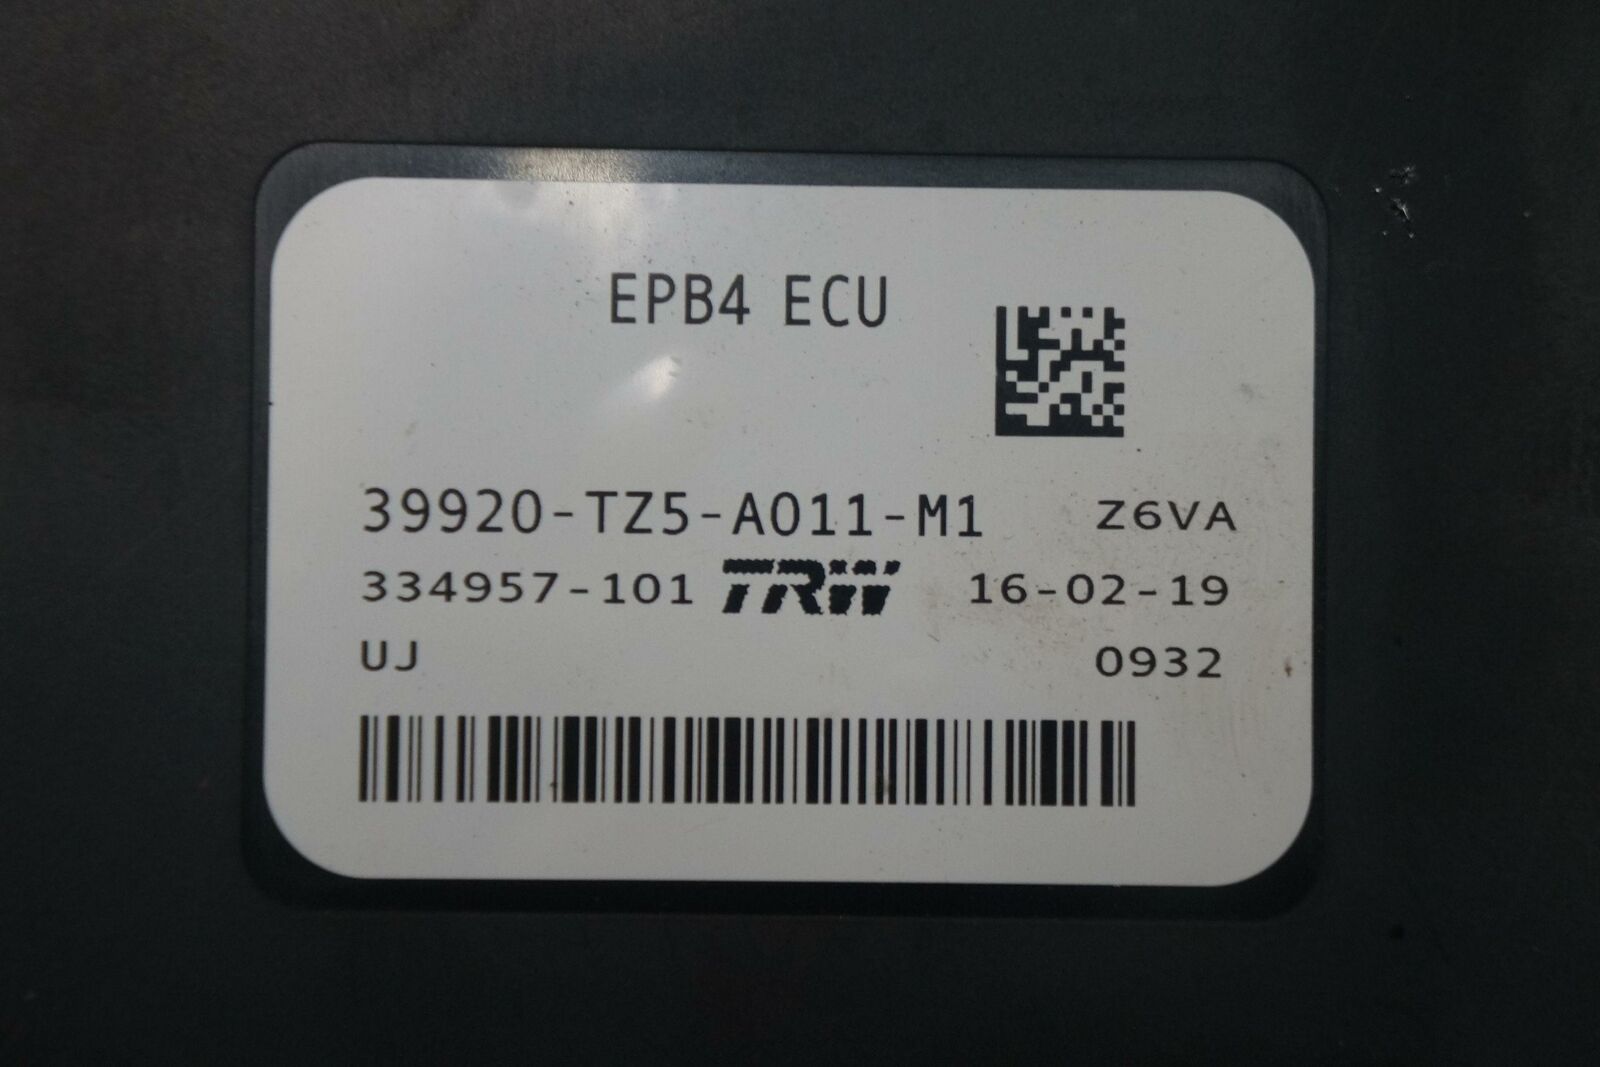 EPB4 ECU
39920-TZ5-A011-M1 Z6VA
334957-101 TRW 16-02-19
UJ 0932